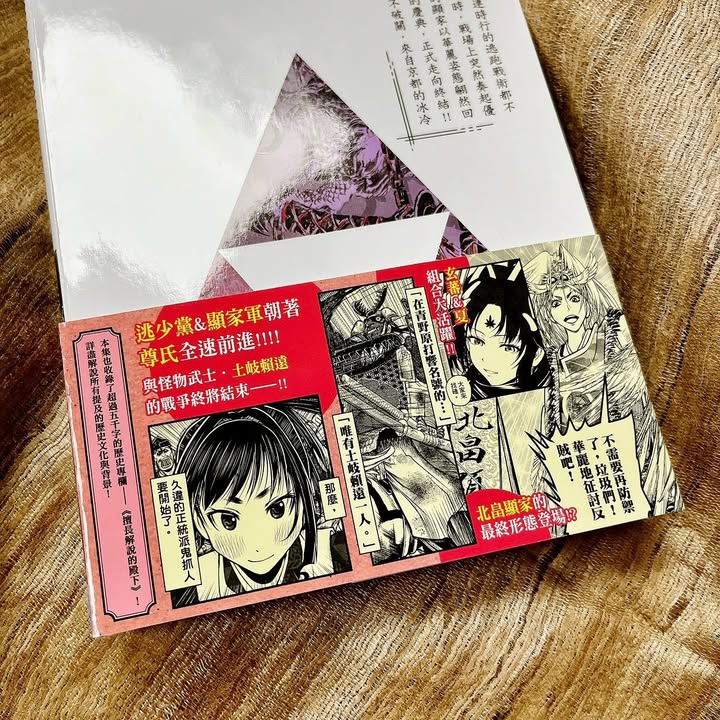 連時行的逃跑戰術都不
時，戰場上突然奏起優
的顯家以華麗姿態翩然回
的慶典，正式走向終結!!
不破關，來自京都的冰冷
逃少黨&顯家軍朝著
尊氏全速前進!!!!
與怪物武士．土岐賴遠
的戰爭終將結束——!!
本集也收錄了超過五千字的歷史專欄
詳盡解說所有提及的歷史文化與背景！
《擅長解說的殿下》！
那麼，
久違的正統派鬼抓人
要開始了。
「在青野原打響名號的…」
「唯有土岐賴遠一人。」
玄蕃&夏
組合大活躍!!
北畠
不需要再防禦
了，垃圾們！
華麗地征討反
賊吧！
北畠顯家的
最終形態登場!?